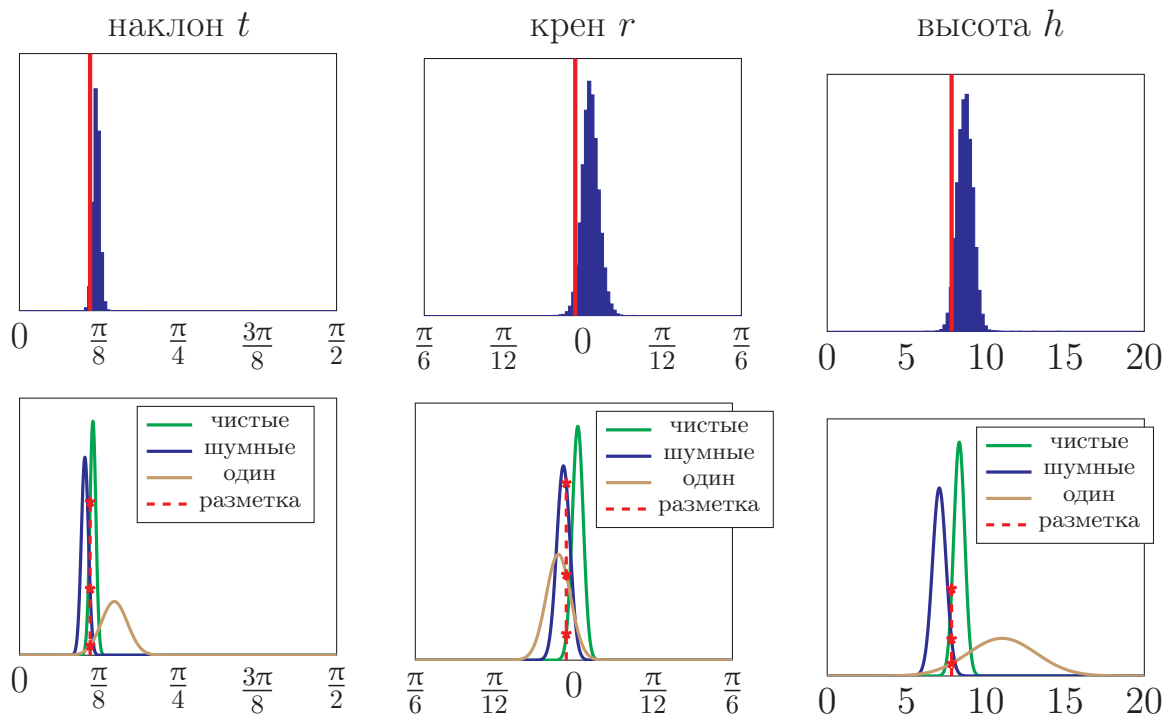 наклон t
крен r
высота h
0 π/8 π/4 3π/8 π/2
π/6 π/12 0 π/12 π/6
0 5 10 15 20
чистые
шумные
один
разметка
чистые
шумные
один
разметка
чистые
шумные
один
разметка
0 π/8 π/4 3π/8 π/2
π/6 π/12 0 π/12 π/6
0 5 10 15 20